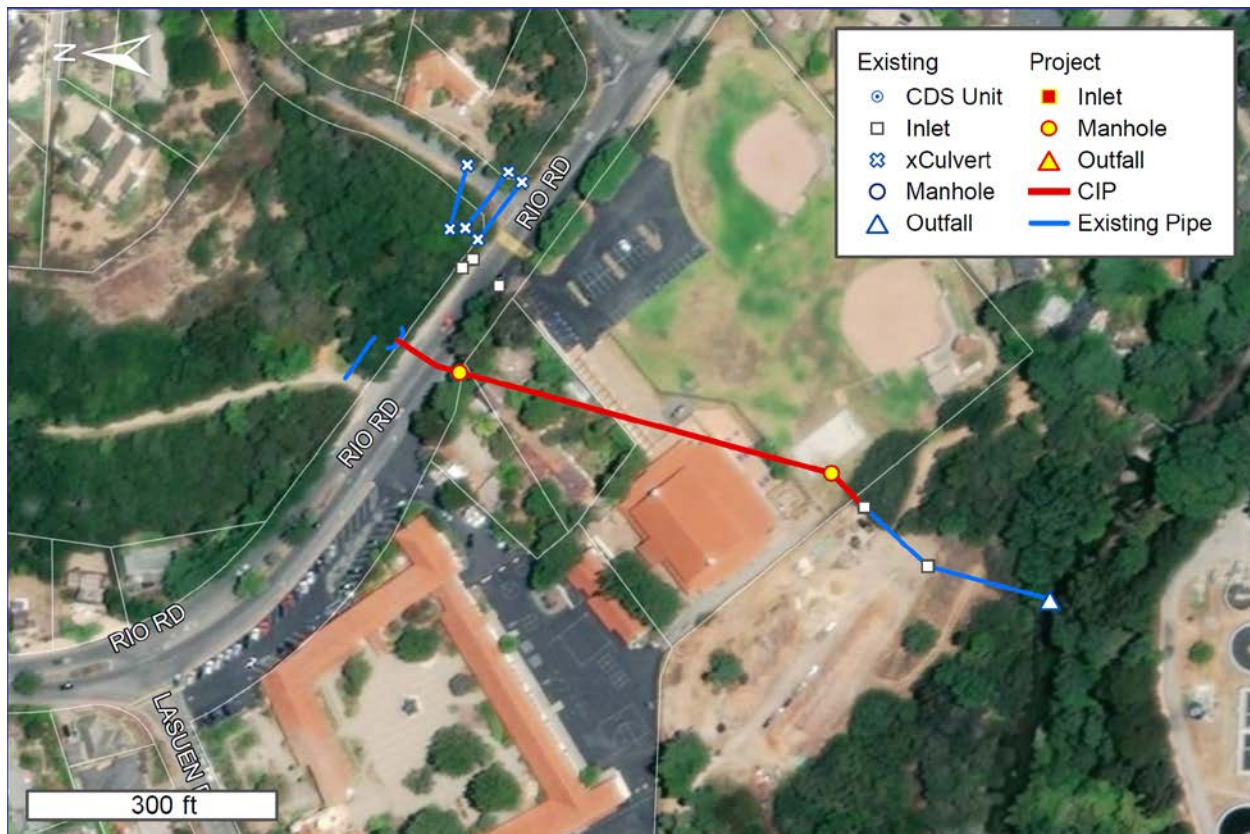 N
Existing Project
CDS Unit Inlet
Inlet Manhole
xCulvert Outfall
Manhole CIP
Outfall Existing Pipe
RIO RD
RIO RD
RIO RD
LASUEN
300 ft